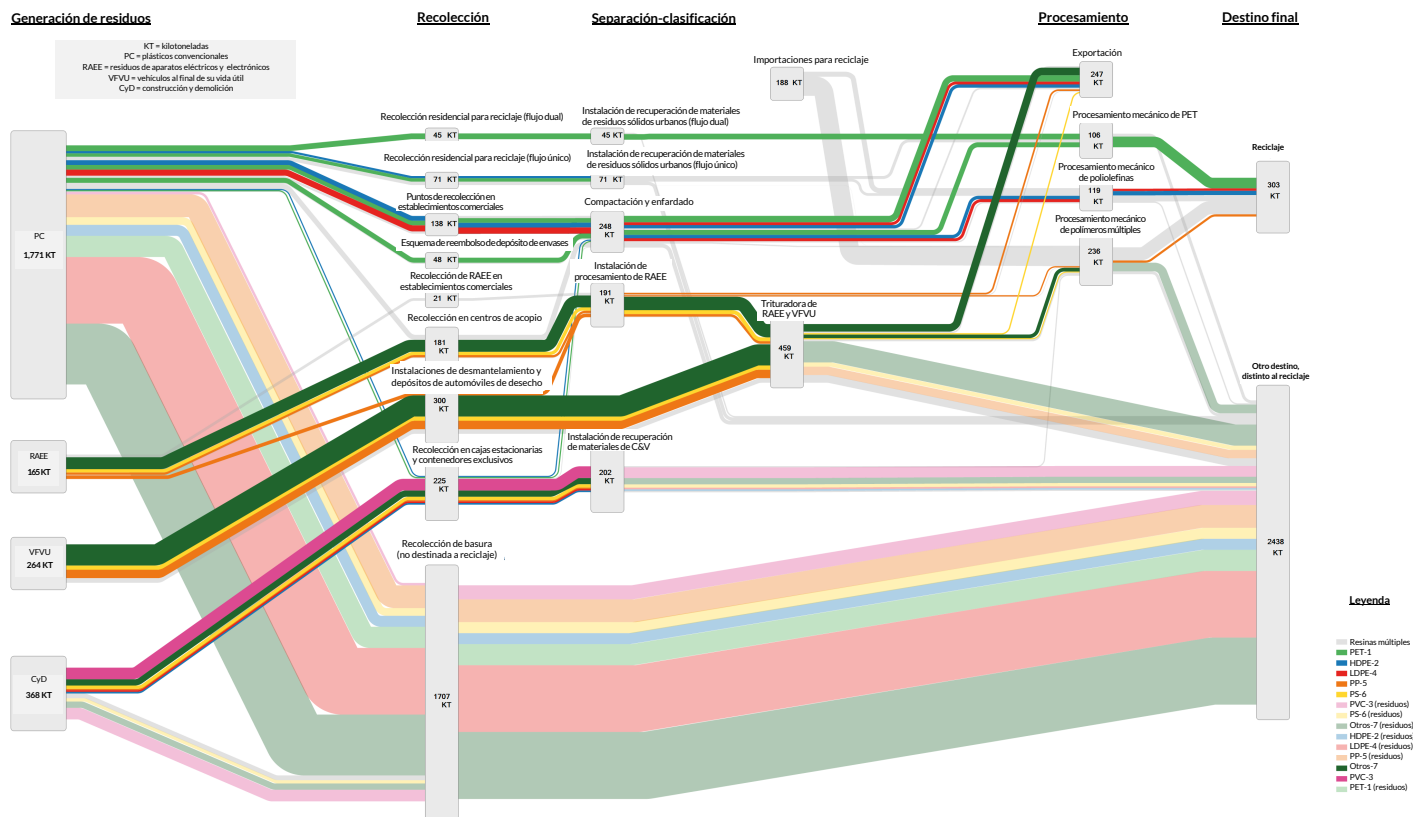 Generación de residuos
Recolección
Separación-clasificación
Procesamiento
Destino final
KT = kilotoneladas
PC = plásticos convencionales
RAEE = residuos de aparatos eléctricos y electrónicos
VFVU = vehículos al final de su vida útil
CyD = construcción y demolición
PC
1,771 KT
RAEE
165 KT
VFVU
264 KT
CyD
368 KT
Recolección residencial para reciclaje (flujo dual)
45 KT
Recolección residencial para reciclaje (flujo único)
71 KT
Puntos de recolección en
establecimientos comerciales
138 KT
Esquema de reembolso de depósito de envases
48 KT
Recolección de RAEE en
establecimientos comerciales
21 KT
Recolección en centros de acopio
181
KT
Instalaciones de desmantelamiento y
depósitos de automóviles de desecho
300
KT
Recolección en cajas estacionarias
y contenedores exclusivos
225
KT
Recolección de basura
(no destinada a reciclaje)
1707
KT
Instalación de recuperación de materiales
de residuos sólidos urbanos (flujo dual)
45 KT
Instalación de recuperación de materiales
de residuos sólidos urbanos (flujo único)
71 KT
Compactación y enfardado
248
KT
Instalación de
procesamiento de RAEE
191
KT
Instalación de recuperación
de materiales de C&V
202
KT
Importaciones para reciclaje
188 KT
Trituradora de
RAEE y VFVU
459
KT
Exportación
247
KT
Procesamiento mecánico de PET
106
KT
Procesamiento mecánico
de poliolefinas
119
KT
Procesamiento mecánico
de polímeros múltiples
236
KT
Reciclaje
303
KT
Otro destino,
distinto al reciclaje
2438
KT
Leyenda
Resinas múltiples
PET-1
HDPE-2
LDPE-4
PP-5
PS-6
PVC-3 (residuos)
PS-6 (residuos)
Otros-7 (residuos)
HDPE-2 (residuos)
LDPE-4 (residuos)
PP-5 (residuos)
Otros-7
PVC-3
PET-1 (residuos)